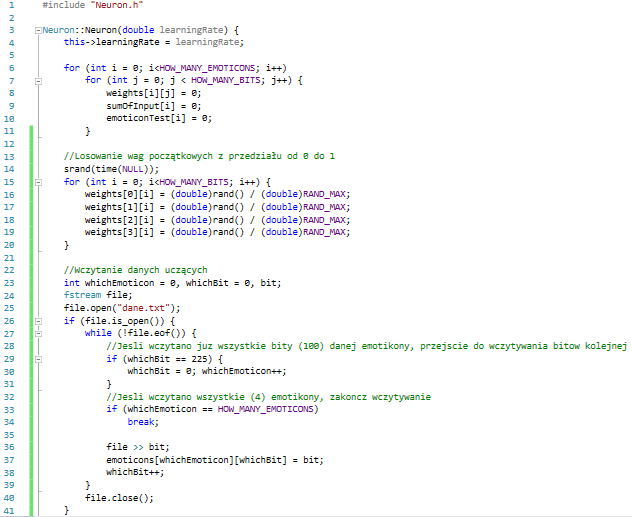 1 #include "Neuron.h"
2
3 Neuron::Neuron(double learningRate) {
4 this->learningRate = learningRate;
5
6 for (int i = 0; i<HOW_MANY_EMOTICONS; i++)
7 for (int j = 0; j < HOW_MANY_BITS; j++) {
8 weights[i][j] = 0;
9 sumOfInput[i] = 0;
10 emoticonTest[i] = 0;
11 }
12
13 //Losowanie wag początkowych z przedziału od 0 do 1
14 srand(time(NULL));
15 for (int i = 0; i<HOW_MANY_BITS; i++) {
16 weights[0][i] = (double)rand() / (double)RAND_MAX;
17 weights[1][i] = (double)rand() / (double)RAND_MAX;
18 weights[2][i] = (double)rand() / (double)RAND_MAX;
19 weights[3][i] = (double)rand() / (double)RAND_MAX;
20 }
21
22 //Wczytanie danych uczących
23 int whichEmoticon = 0, whichBit = 0, bit;
24 fstream file;
25 file.open("dane.txt");
26 if (file.is_open()) {
27 while (!file.eof()) {
28 //Jesli wczytano juz wszystkie bity (100) danej emotikony, przejscie do wczytywania bitow kolejnej
29 if (whichBit == 225) {
30 whichBit = 0; whichEmoticon++;
31 }
32 //Jesli wczytano wszystkie (4) emotikony, zakoncz wczytywanie
33 if (whichEmoticon == HOW_MANY_EMOTICONS)
34 break;
35
36 file >> bit;
37 emoticons[whichEmoticon][whichBit] = bit;
38 whichBit++;
39 }
40 file.close();
41 }